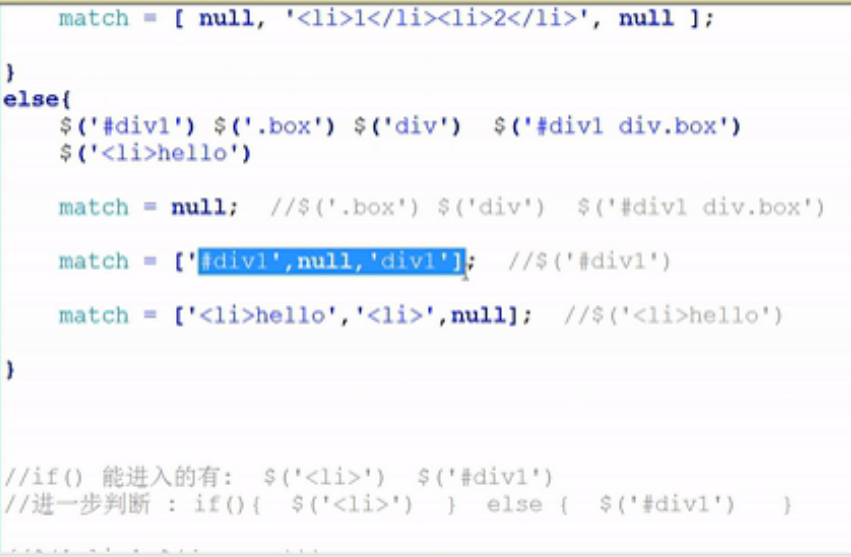 match = [ null, '<li>1</li><li>2</li>', null ];
}
else{
$('#div1') $('.box') $('div')  $('#div1 div.box')
$('<li>hello')
match = null;  //$('.box') $('div')  $('#div1 div.box')
match = ['#div1',null,'div1'];  //$('#div1')
match = ['<li>hello','<li>',null];  //$('<li>hello')
}
//if() 能进入的有:  $('<li>')  $('#div1')
//进一步判断 : if(){  $('<li>')  }  else {  $('#div1')   }